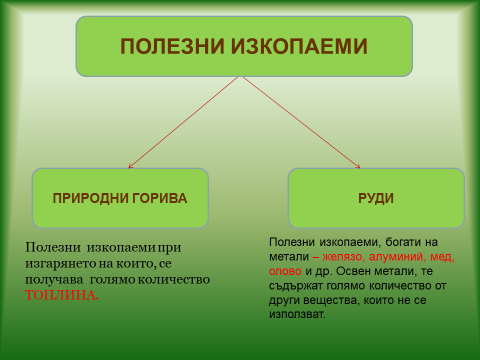 ПОЛЕЗНИ ИЗКОПАЕМИ
ПРИРОДНИ ГОРИВА
РУДИ
Полезни изкопаеми при
изгарянето на които, се
получава голямо количество
ТОПЛИНА.
Полезни изкопаеми, богати на
метали – желязо, алуминий, мед,
олово и др. Освен метали, те
съдържат голямо количество от
други вещества, които не се
използват.